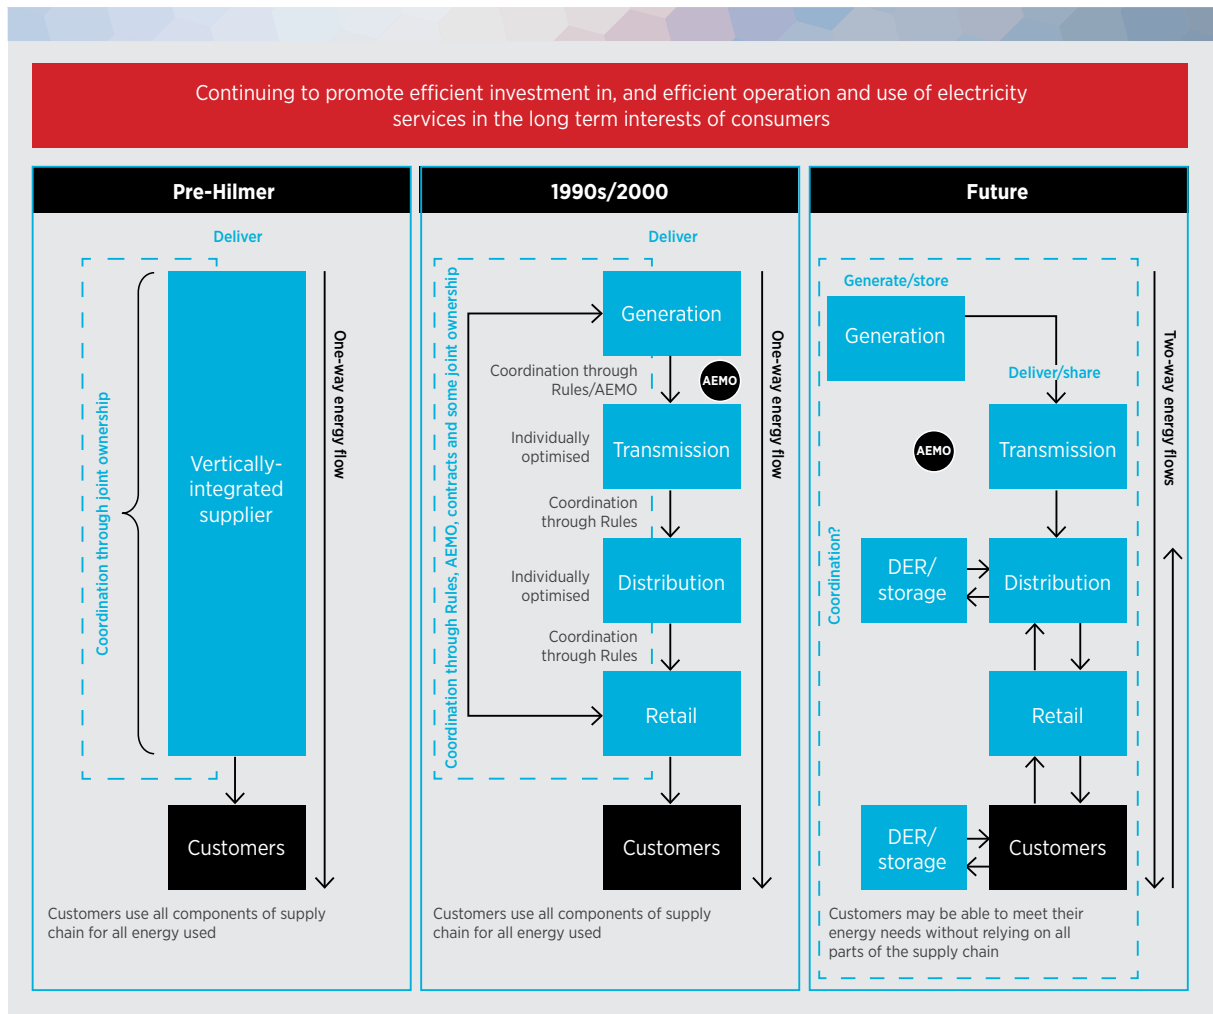 Continuing to promote efficient investment in, and efficient operation and use of electricity
services in the long term interests of consumers
Pre-Hilmer
Deliver
Coordination through joint ownership
Vertically-
integrated
supplier
One-way energy flow
Customers
Customers use all components of supply
chain for all energy used
1990s/2000
Deliver
Coordination through Rules, AEMO, contracts and some joint ownership
Generation
Coordination through
Rules/AEMO
AEMO
Individually
optimised
Transmission
One-way energy flow
Coordination
through Rules
Individually
optimised
Distribution
Coordination
through Rules
Retail
Customers
Customers use all components of supply
chain for all energy used
Future
Generate/store
Generation
Deliver/share
Two-way energy flows
AEMO
Transmission
Coordination?
DER/
storage
Distribution
Retail
DER/
storage
Customers
Customers may be able to meet their
energy needs without relying on all
parts of the supply chain